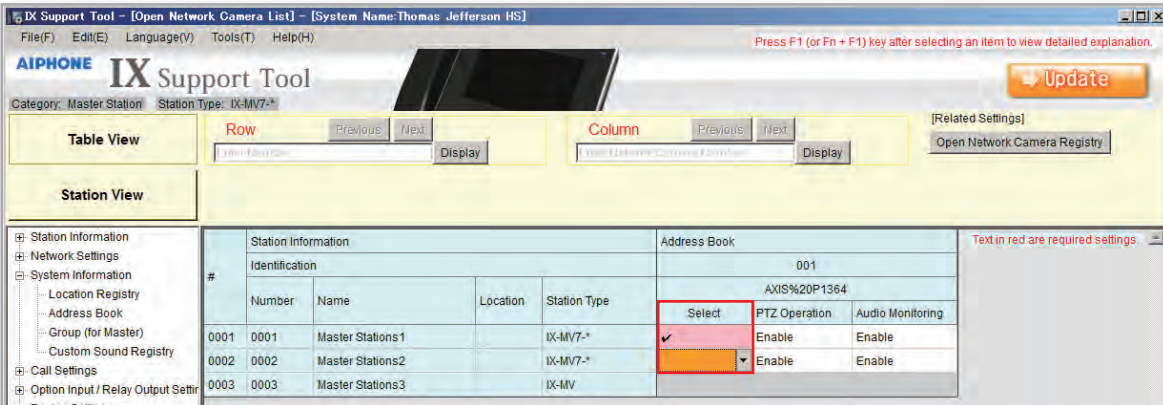 IX Support Tool - [Open Network Camera List] - [System Name:Thomas Jefferson HS]
File(F) Edit(E) Language(V) Tools(T) Help(H)
Press F1 (or Fn + F1) key after selecting an item to view detailed explanation.
AIPHONE IX Support Tool
Update
Category: Master Station Station Type: IX-MV7-*
Table View
Row Previous Next
Display
Column Previous Next
Display
[Related Settings]
Open Network Camera Registry
Station View
Station Information
Network Settings
System Information
Location Registry
Address Book
Group (for Master)
Custom Sound Registry
Call Settings
Option Input / Relay Output Settir
# Station Information Address Book
Identification 001
AXIS%20P1364
Number Name Location Station Type Select PTZ Operation Audio Monitoring
0001 0001 Master Stations1 IX-MV7-* ✔ Enable Enable
0002 0002 Master Stations2 IX-MV7-* Enable Enable
0003 0003 Master Stations3 IX-MV
Text in red are required settings.